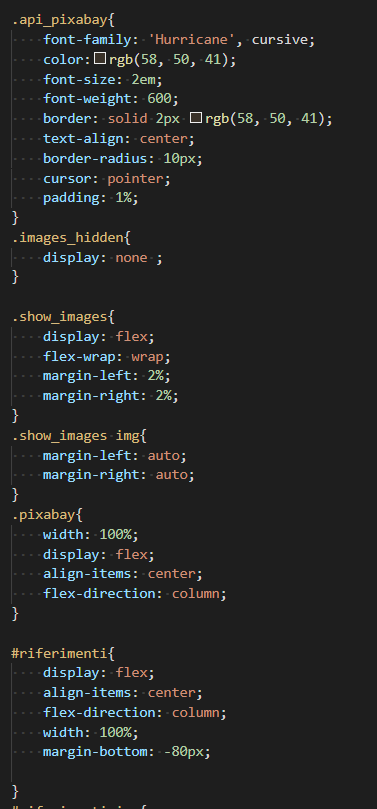 .api_pixabay{
    font-family: 'Hurricane', cursive;
    color: rgb(58, 50, 41);
    font-size: 2em;
    font-weight: 600;
    border: solid 2px rgb(58, 50, 41);
    text-align: center;
    border-radius: 10px;
    cursor: pointer;
    padding: 1%;
}
.images_hidden{
    display: none ;
}

.show_images{
    display: flex;
    flex-wrap: wrap;
    margin-left: 2%;
    margin-right: 2%;
}
.show_images img{
    margin-left: auto;
    margin-right: auto;
}
.pixabay{
    width: 100%;
    display: flex;
    align-items: center;
    flex-direction: column;
}

#riferimenti{
    display: flex;
    align-items: center;
    flex-direction: column;
    width: 100%;
    margin-bottom: -80px;

}